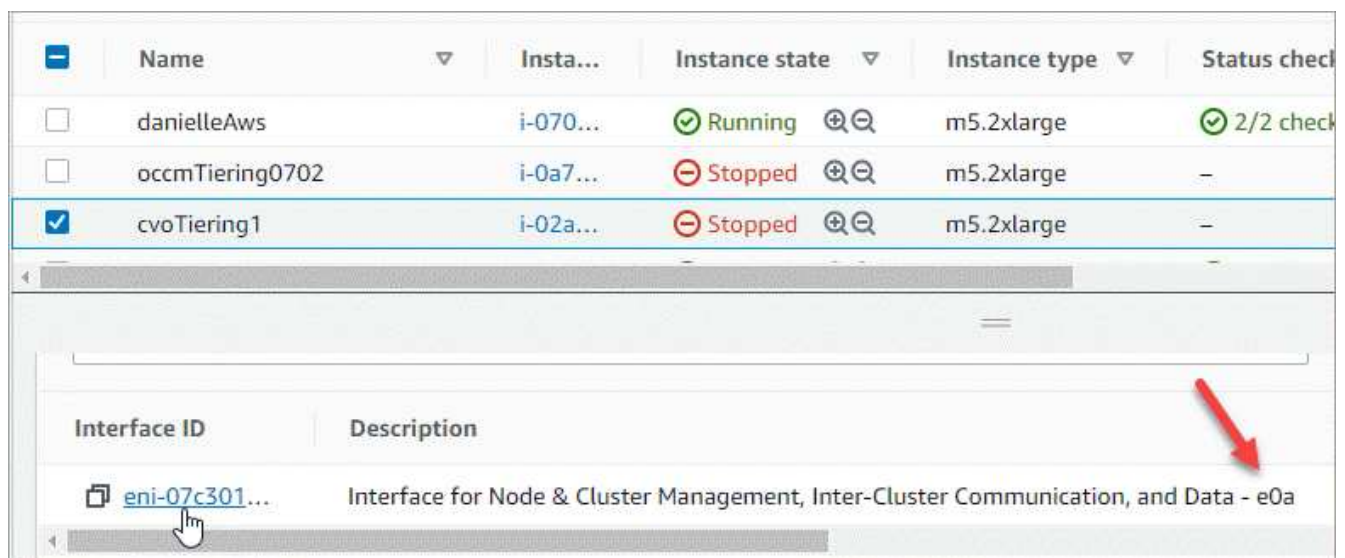 Name Insta... Instance state Instance type Status check
danielleAws i-070... Running m5.2xlarge 2/2 check
occmTiering0702 i-0a7... Stopped m5.2xlarge –
cvoTiering1 i-02a... Stopped m5.2xlarge –
Interface ID Description
eni-07c301... Interface for Node & Cluster Management, Inter-Cluster Communication, and Data - e0a